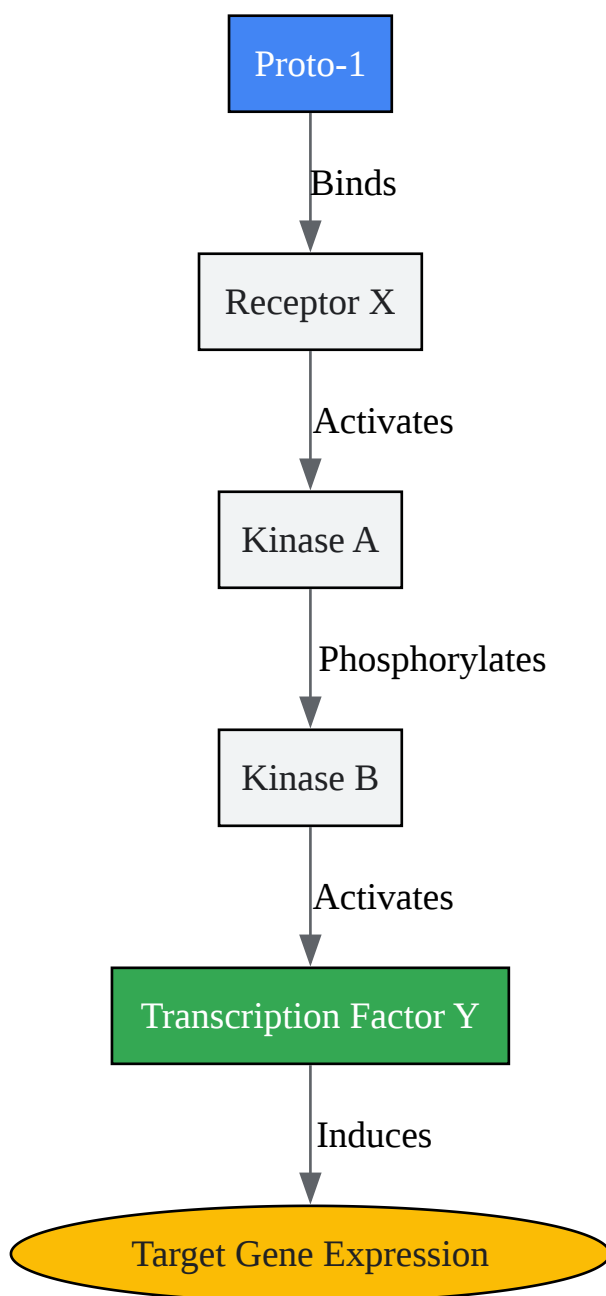 Proto-1
Binds
Receptor X
Activates
Kinase A
Phosphorylates
Kinase B
Activates
Transcription Factor Y
Induces
Target Gene Expression